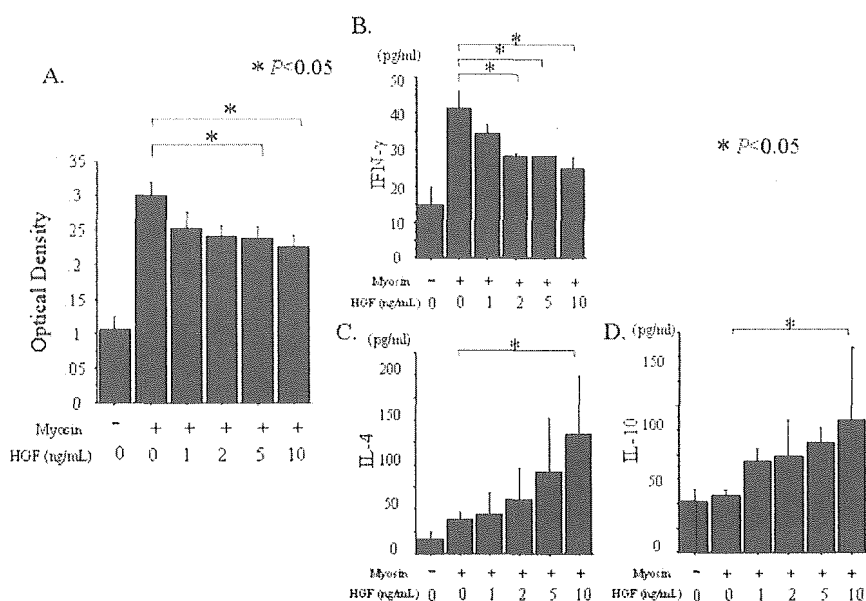 A.
* P<0.05
Optical Density
.35
.3
.25
.2
.15
.1
.05
0
* *
Myosin - + + + + +
HGF (ng/mL) 0 0 1 2 5 10
B.
(pg/ml)
IFN-γ
50
40
30
20
10
0
* * *
Myosin - + + + + +
HGF (ng/mL) 0 0 1 2 5 10
* P<0.05
C.
(pg/ml)
IL-4
200
150
100
50
0
*
Myosin - + + + + +
HGF (ng/mL) 0 0 1 2 5 10
D.
(pg/ml)
IL-10
150
100
50
0
*
Myosin - + + + + +
HGF (ng/mL) 0 0 1 2 5 10